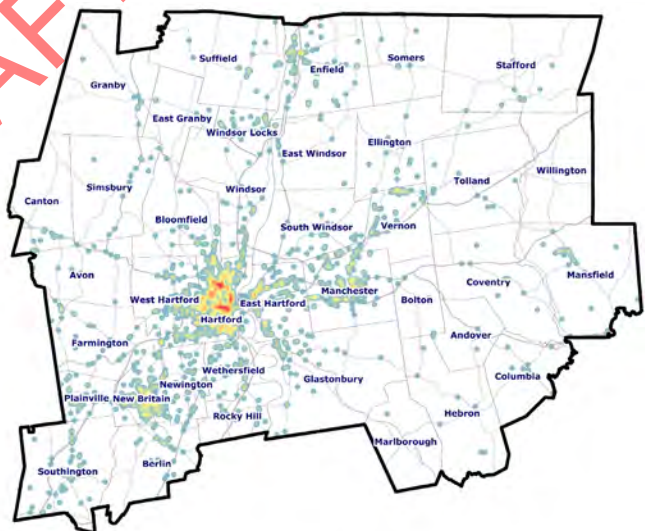 AF
Suffield
Enfield
Somers
Stafford
Granby
East Granby
Windsor Locks
East Windsor
Ellington
Tolland
Willington
Simsbury
Windsor
Canton
Bloomfield
South Windsor
Vernon
Avon
West Hartford
East Hartford
Manchester
Bolton
Coventry
Mansfield
Hartford
Farmington
Andover
Wethersfield
Glastonbury
Columbia
Newington
Plainville
New Britain
Rocky Hill
Hebron
Marlborough
Southington
Berlin